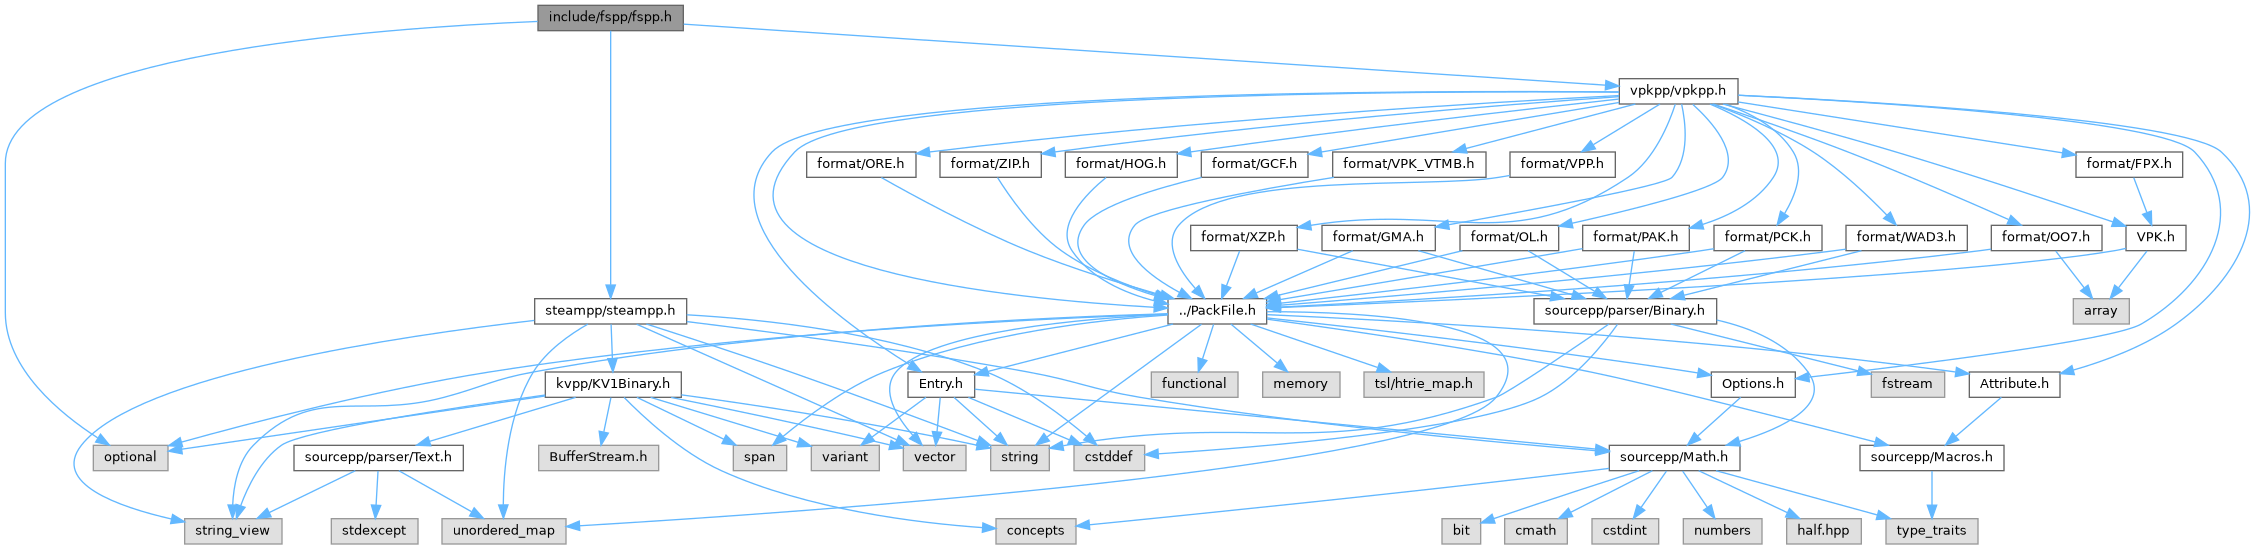 include/fspp/fspp.h
vpkpp/vpkpp.h
format/ORE.h
format/ZIP.h
format/HOG.h
format/GCF.h
format/VPK_VTMB.h
format/VPP.h
format/FPX.h
format/XZP.h
format/GMA.h
format/OL.h
format/PAK.h
format/PCK.h
format/WAD3.h
format/OO7.h
VPK.h
steampp/steampp.h
../PackFile.h
sourcepp/parser/Binary.h
array
kvpp/KV1Binary.h
Entry.h
functional
memory
tsl/htrie_map.h
Options.h
fstream
Attribute.h
optional
sourcepp/parser/Text.h
BufferStream.h
span
variant
vector
string
cstddef
sourcepp/Math.h
sourcepp/Macros.h
string_view
stdexcept
unordered_map
concepts
bit
cmath
cstdint
numbers
half.hpp
type_traits